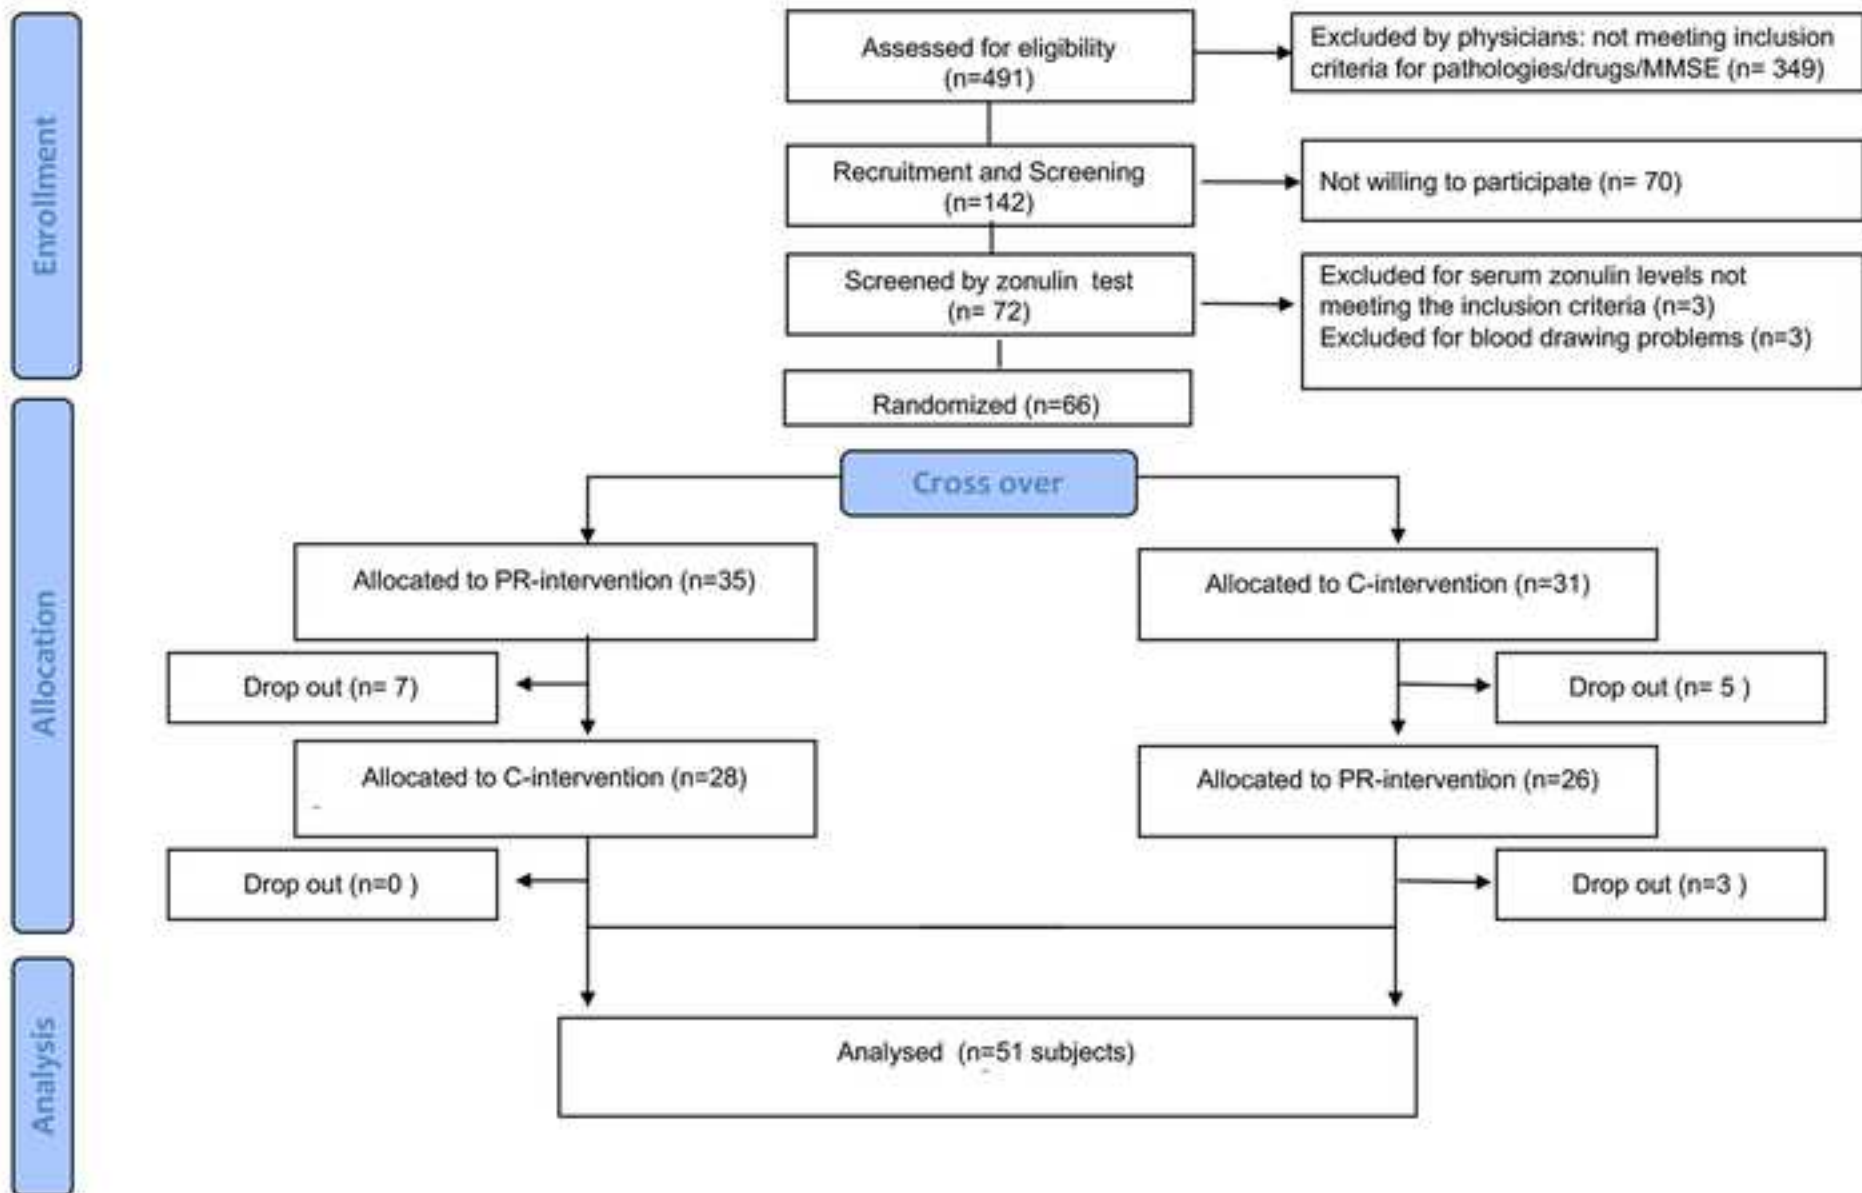 Enrollment
Assessed for eligibility
(n=491)
Excluded by physicians: not meeting inclusion
criteria for pathologies/drugs/MMSE (n= 349)
Recruitment and Screening
(n=142)
Not willing to participate (n= 70)
Screened by zonulin test
(n= 72)
Excluded for serum zonulin levels not
meeting the inclusion criteria (n=3)
Excluded for blood drawing problems (n=3)
Randomized (n=66)
Cross over
Allocation
Allocated to PR-intervention (n=35)
Allocated to C-intervention (n=31)
Drop out (n= 7)
Drop out (n= 5 )
Allocated to C-intervention (n=28)
Allocated to PR-intervention (n=26)
Drop out (n=0 )
Drop out (n=3 )
Analysis
Analysed (n=51 subjects)